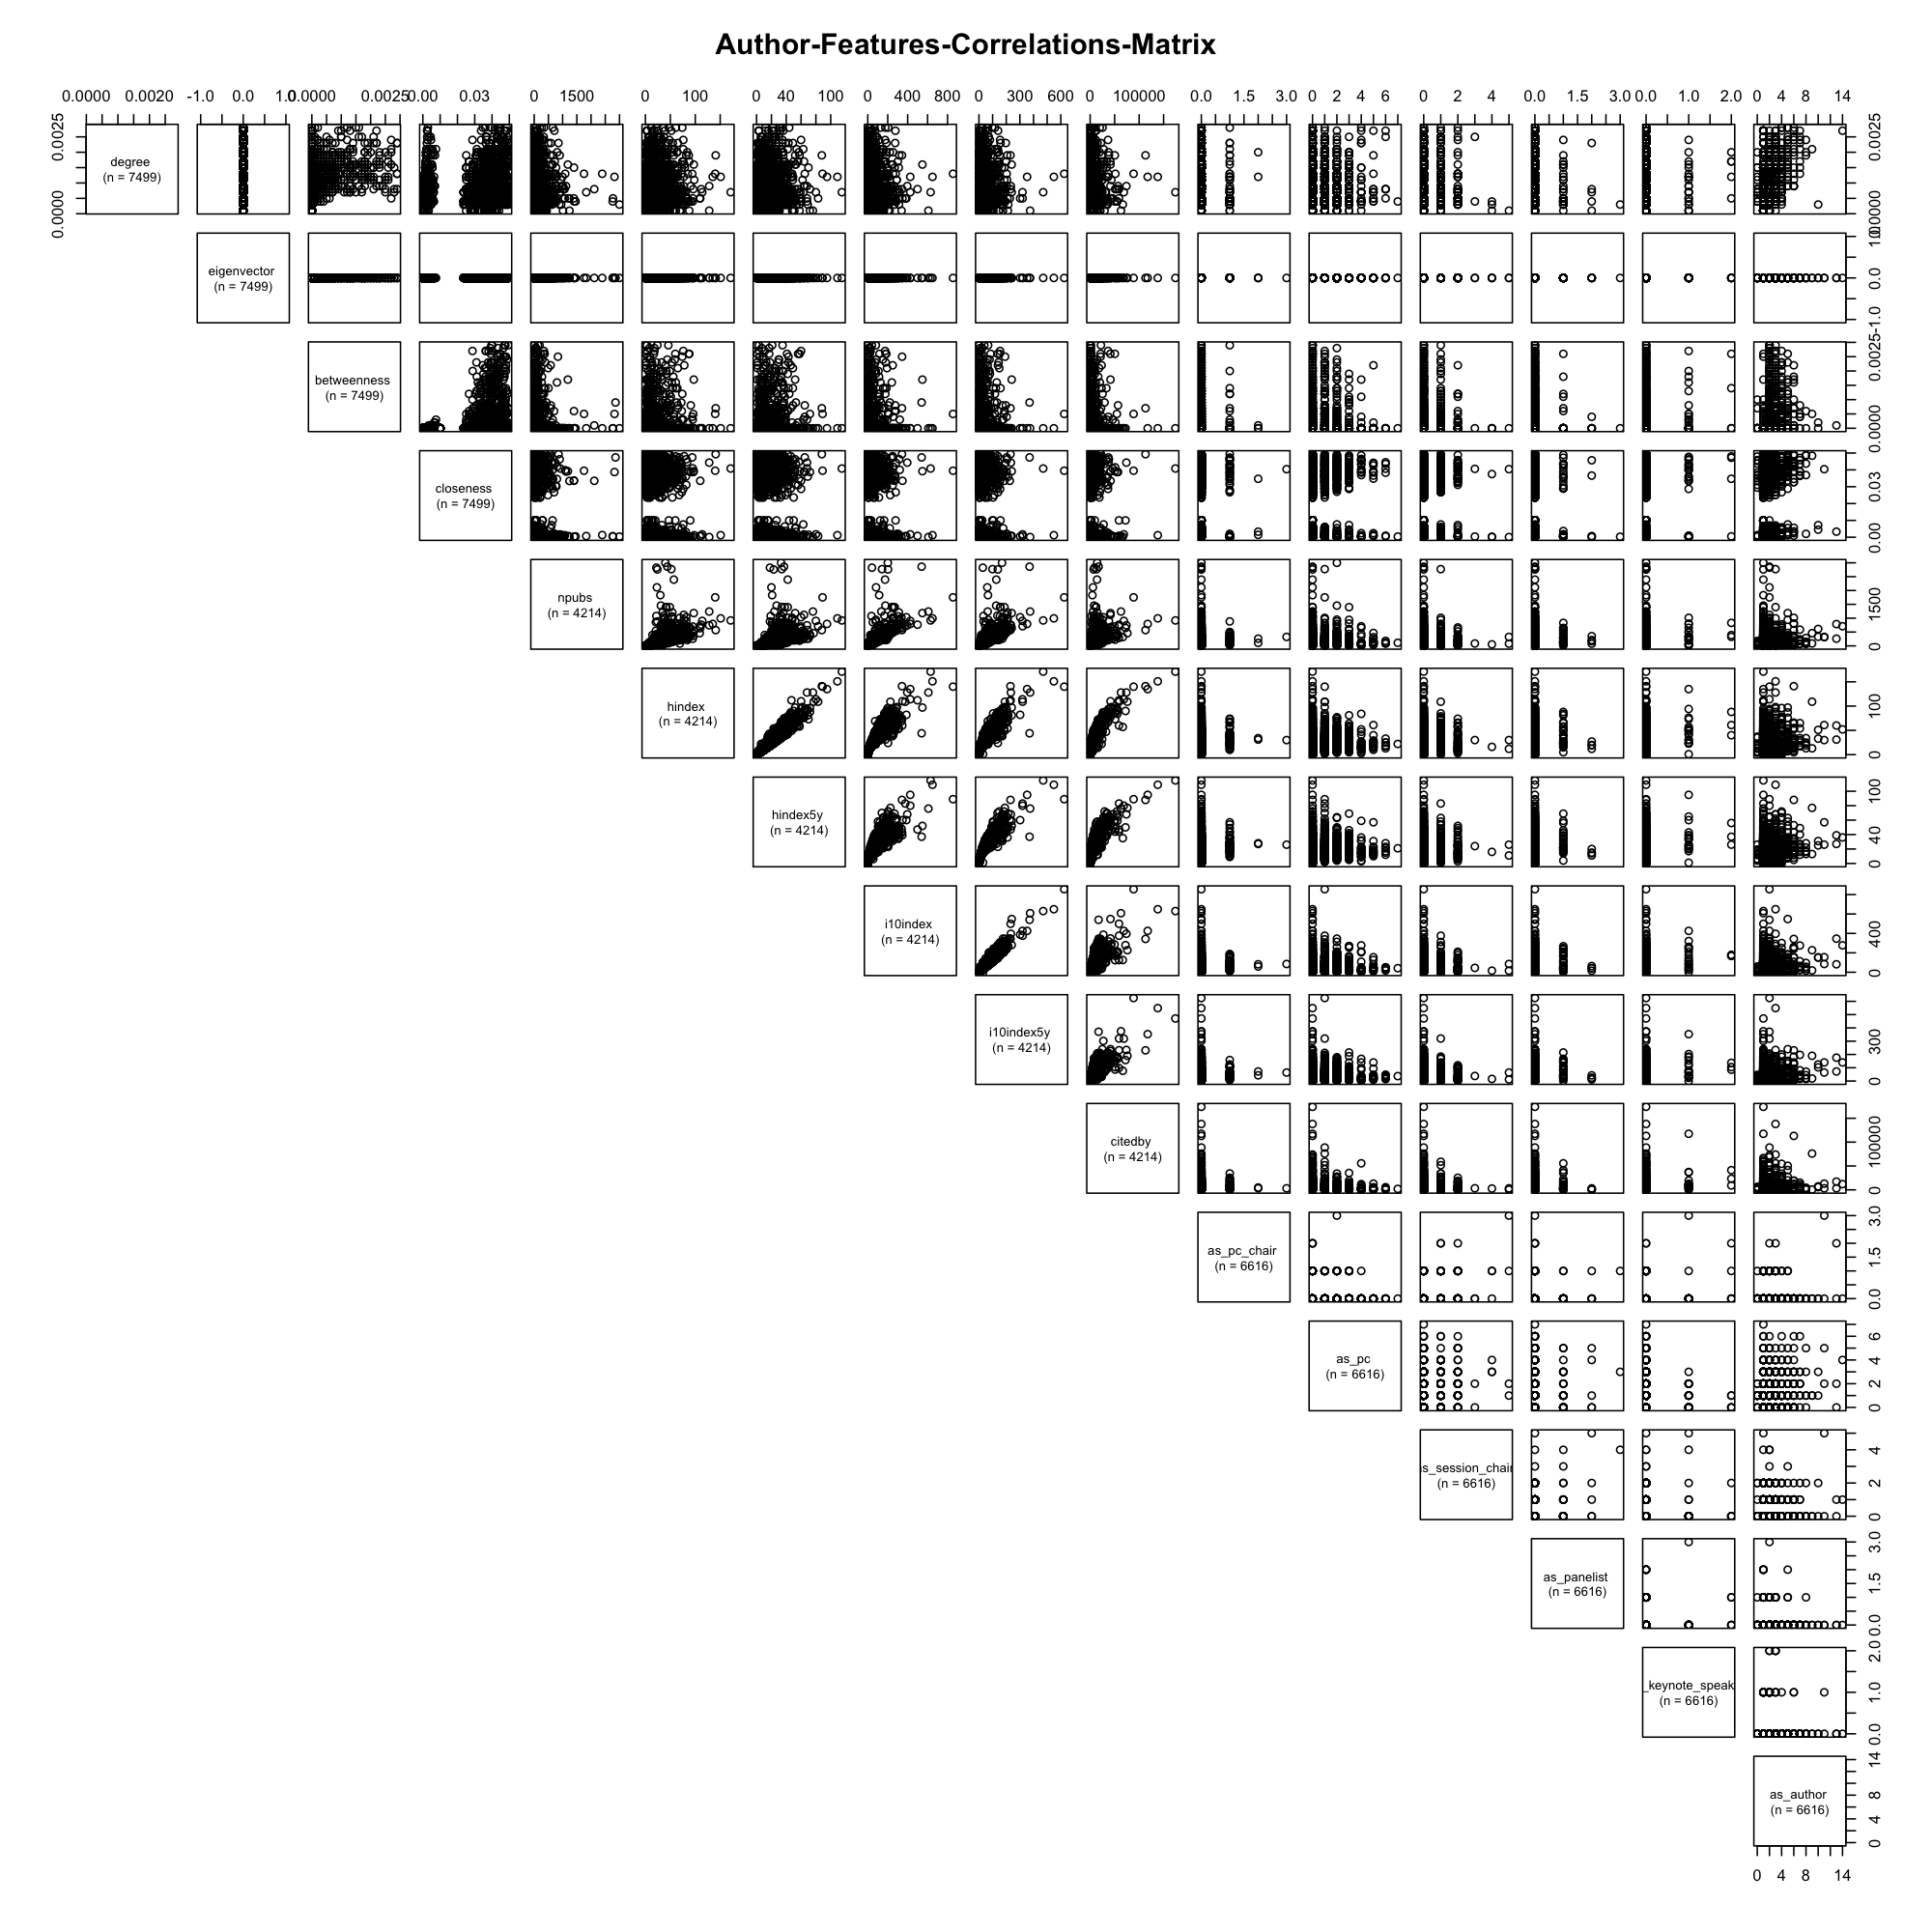 Author-Features-Correlations-Matrix
0.0000 0.0020 -1.0 0.0 1.0 0.0000 0.0025 0.00 0.03 0 1500 0 100 0 40 100 0 400 800 0 300 600 0 100000 0.0 1.5 3.0 0 2 4 6 0 2 4 0.0 1.5 3.0 0.0 1.0 2.0 0 4 8 14
degree
(n = 7499)
0.0000 0.0025
0.0000 0.0025
eigenvector
(n = 7499)
-1.0 0.0 1.0
betweenness
(n = 7499)
0.0000 0.0025
closeness
(n = 7499)
0.00 0.03
npubs
(n = 4214)
0 1500
hindex
(n = 4214)
0 100
hindex5y
(n = 4214)
0 40 100
i10index
(n = 4214)
0 400
i10index5y
(n = 4214)
0 300
citedby
(n = 4214)
0 100000
as_pc_chair
(n = 6616)
0.0 1.5 3.0
as_pc
(n = 6616)
0 2 4 6
s_session_chair
(n = 6616)
0 2 4
as_panelist
(n = 6616)
0.0 1.5 3.0
_keynote_speak
(n = 6616)
0.0 1.0 2.0
as_author
(n = 6616)
0 4 8 14
0 4 8 14